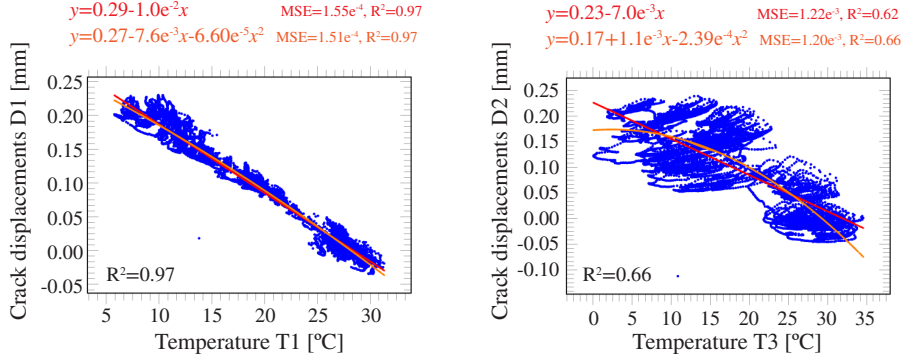 y=0.29-1.0e⁻²x MSE=1.55e⁻⁴, R²=0.97
y=0.27-7.6e⁻³x-6.60e⁻⁵x² MSE=1.51e⁻⁴, R²=0.97
Crack displacements D1 [mm]
0.25
0.20
0.15
0.10
0.05
0.00
-0.05
R²=0.97
5 10 15 20 25 30
Temperature T1 [ºC]
y=0.23-7.0e⁻³x MSE=1.22e⁻³, R²=0.62
y=0.17+1.1e⁻³x-2.39e⁻⁴x² MSE=1.20e⁻³, R²=0.66
Crack displacements D2 [mm]
0.25
0.20
0.15
0.10
0.05
0.00
-0.05
-0.10
R²=0.66
0 5 10 15 20 25 30 35
Temperature T3 [ºC]